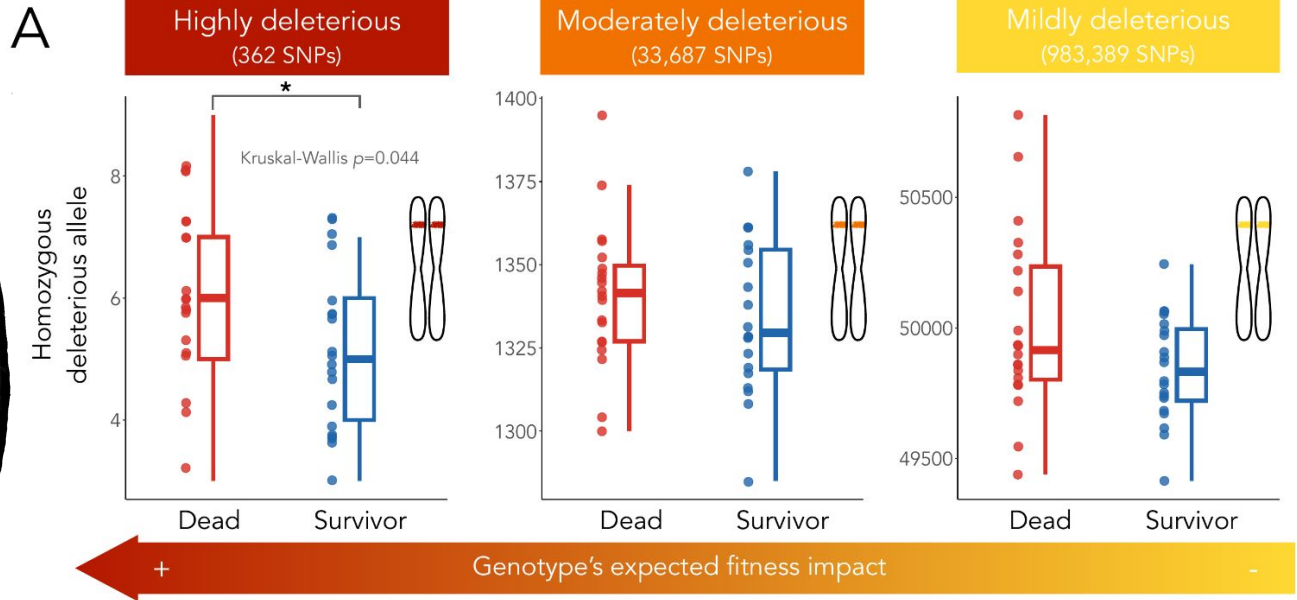 A
Highly deleterious
(362 SNPs)
Moderately deleterious
(33,687 SNPs)
Mildly deleterious
(983,389 SNPs)
Homozygous
deleterious allele
*
Kruskal-Wallis p=0.044
8
6
4
Dead
Survivor
1400
1375
1350
1325
1300
Dead
Survivor
50500
50000
49500
Dead
Survivor
+
Genotype's expected fitness impact
-